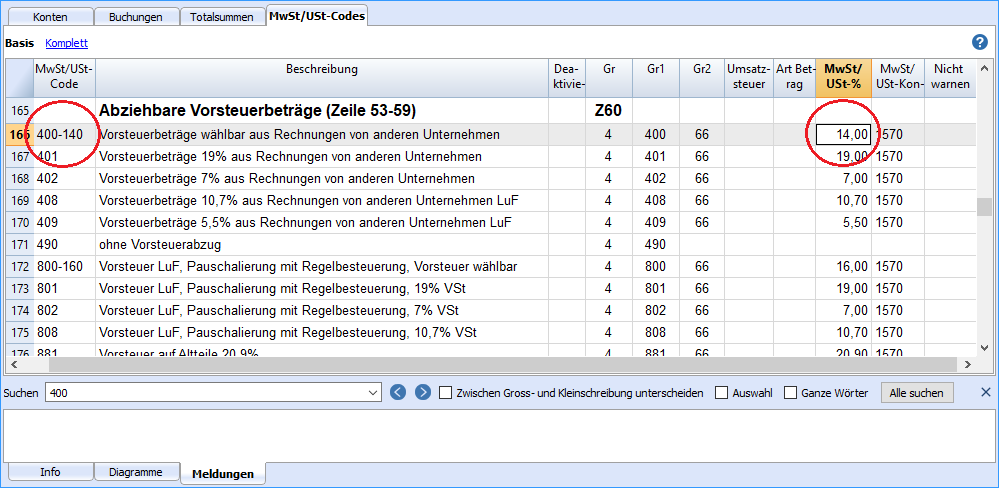 Konten Buchungen Totalsummen MwSt/USt-Codes
Basis Komplett ?
MwSt/USt-Code Beschreibung Dea-ktivie- Gr Gr1 Gr2 Umsatz-steuer Art Bet-rag MwSt/USt-% MwSt/USt-Kon- Nicht warnen
165 Abziehbare Vorsteuerbeträge (Zeile 53-59) Z60
166 400-140 Vorsteuerbeträge wählbar aus Rechnungen von anderen Unternehmen 4 400 66 14,00 1570
167 401 Vorsteuerbeträge 19% aus Rechnungen von anderen Unternehmen 4 401 66 19,00 1570
168 402 Vorsteuerbeträge 7% aus Rechnungen von anderen Unternehmen 4 402 66 7,00 1570
169 408 Vorsteuerbeträge 10,7% aus Rechnungen von anderen Unternehmen LuF 4 408 66 10,70 1570
170 409 Vorsteuerbeträge 5,5% aus Rechnungen von anderen Unternehmen LuF 4 409 66 5,50 1570
171 490 ohne Vorsteuerabzug 4 490
172 800-160 Vorsteuer LuF, Pauschalierung mit Regelbesteuerung, Vorsteuer wählbar 4 800 66 16,00 1570
173 801 Vorsteuer LuF, Pauschalierung mit Regelbesteuerung, 19% VSt 4 801 66 19,00 1570
174 802 Vorsteuer LuF, Pauschalierung mit Regelbesteuerung, 7% VSt 4 802 66 7,00 1570
175 808 Vorsteuer LuF, Pauschalierung mit Regelbesteuerung, 10,7% VSt 4 808 66 10,70 1570
176 881 Vorsteuer auf Altteile 20,9% 4 881 66 20,90 1570
Suchen 400 Zwischen Gross- und Kleinschreibung unterscheiden Auswahl Ganze Wörter Alle suchen
Info Diagramme Meldungen